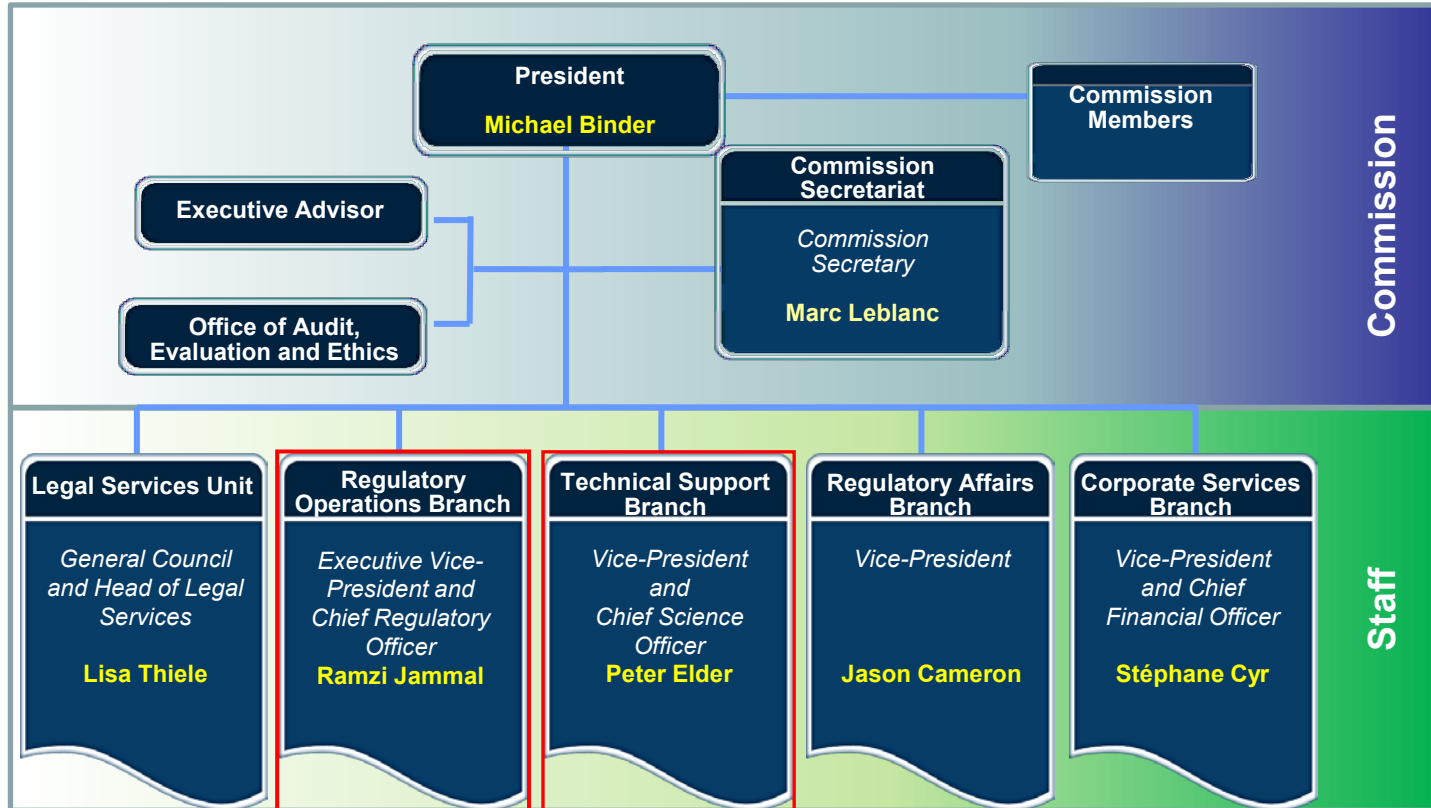 President
Michael Binder
Commission
Members
Commission
Secretariat
Commission
Secretary
Marc Leblanc
Executive Advisor
Office of Audit,
Evaluation and Ethics
Commission
Legal Services Unit
General Council
and Head of Legal
Services
Lisa Thiele
Regulatory
Operations Branch
Executive Vice-
President and
Chief Regulatory
Officer
Ramzi Jammal
Technical Support
Branch
Vice-President
and
Chief Science
Officer
Peter Elder
Regulatory Affairs
Branch
Vice-President
Jason Cameron
Corporate Services
Branch
Vice-President
and Chief
Financial Officer
Stéphane Cyr
Staff